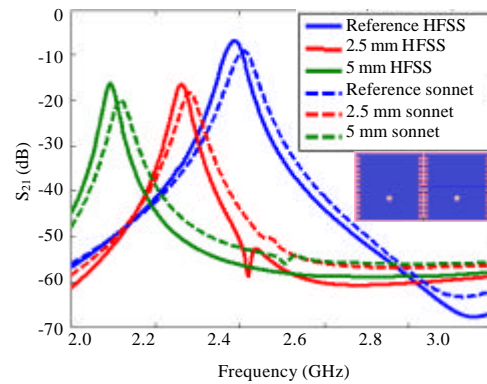 0
-10
-20
-30
-40
-50
-60
-70
S21 (dB)
Reference HFSS
2.5 mm HFSS
5 mm HFSS
Reference sonnet
2.5 mm sonnet
5 mm sonnet
2.0 2.2 2.4 2.6 2.8 3.0
Frequency (GHz)